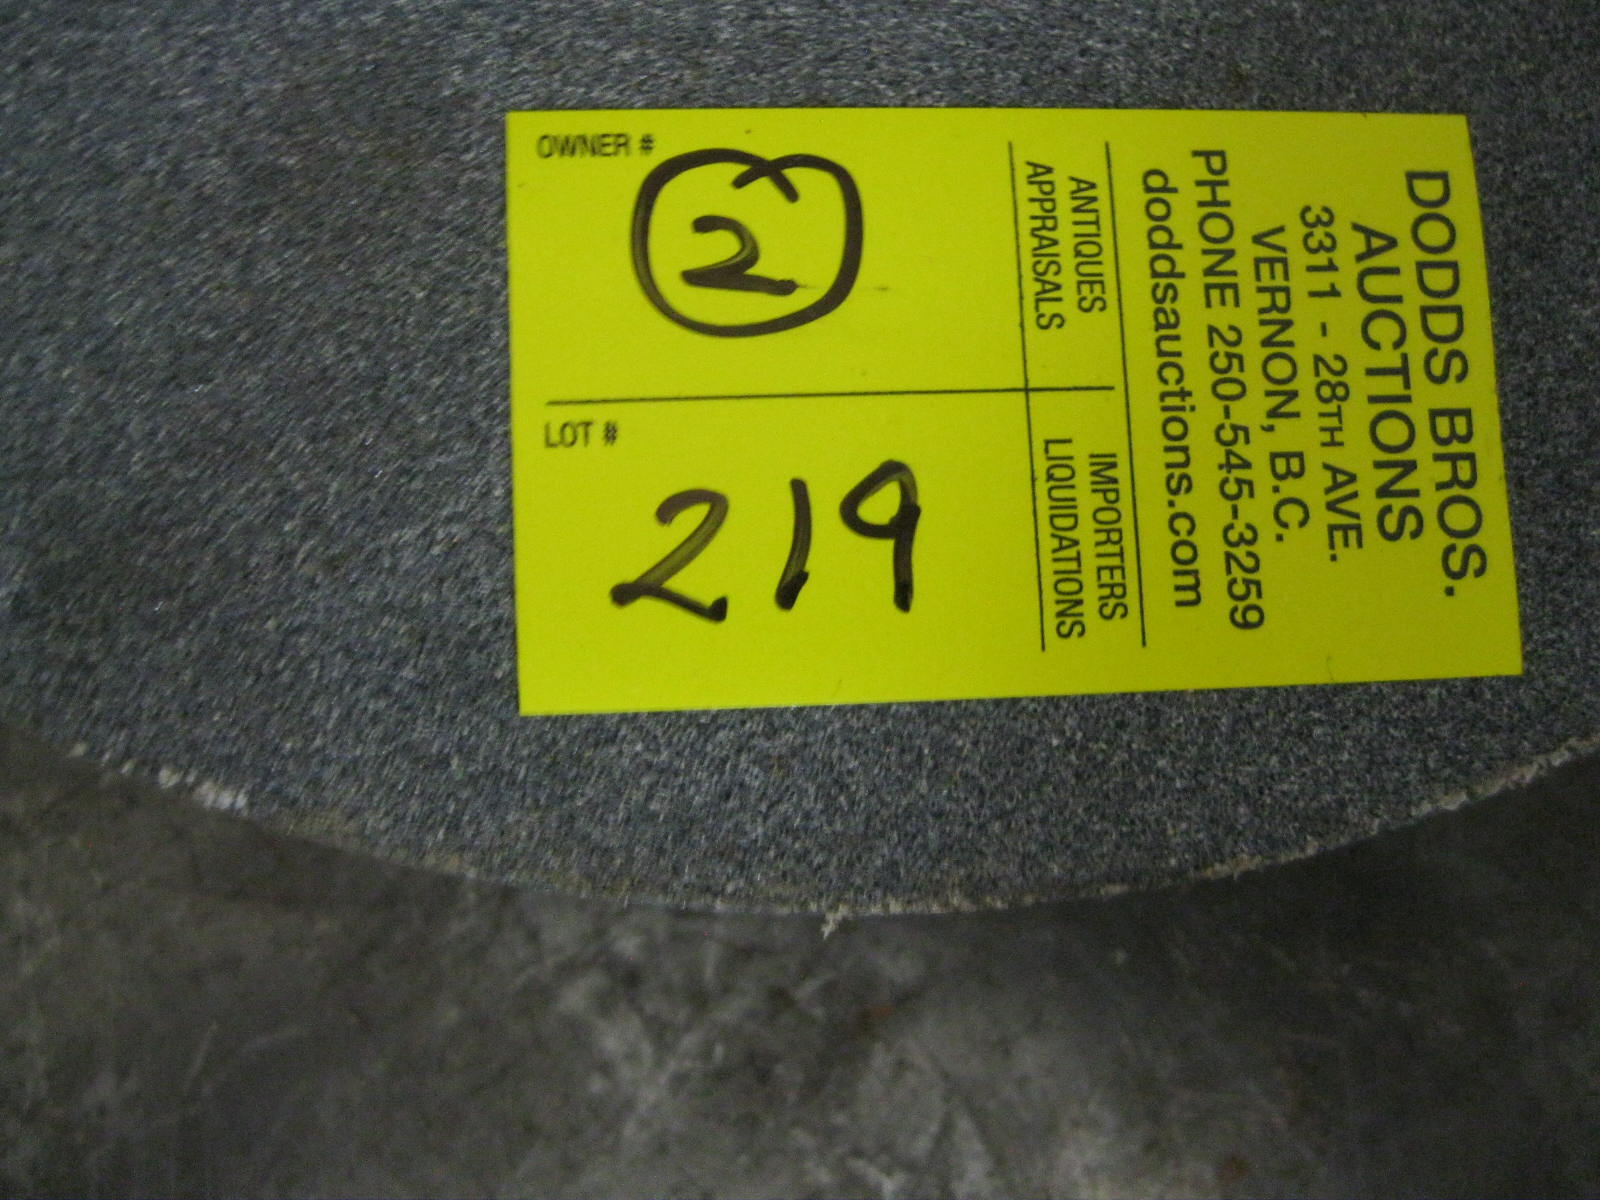 DODDS BROS.
AUCTIONS
3311 - 28TH AVE.
VERNON, B.C.
PHONE 250-545-3259
doddsauctions.com
ANTIQUES
APPRAISALS
IMPORTERS
LIQUIDATIONS
OWNER #
2
LOT #
219